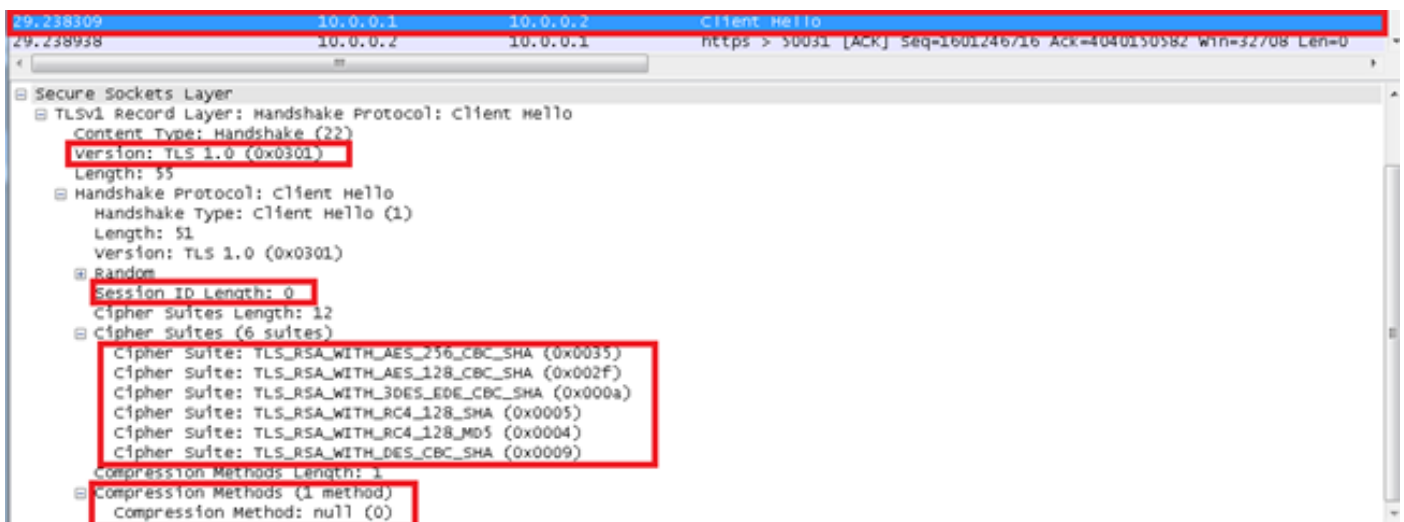 29.238309 10.0.0.1 10.0.0.2 Client Hello
29.238938 10.0.0.2 10.0.0.1 https > 50031 [ACK] Seq=1601246716 Ack=4040150582 Win=32708 Len=0
Secure Sockets Layer
TLSv1 Record Layer: Handshake Protocol: Client Hello
Content Type: Handshake (22)
Version: TLS 1.0 (0x0301)
Length: 55
Handshake Protocol: Client Hello
Handshake Type: Client Hello (1)
Length: 51
Version: TLS 1.0 (0x0301)
Random
Session ID Length: 0
Cipher Suites Length: 12
Cipher Suites (6 suites)
Cipher Suite: TLS_RSA_WITH_AES_256_CBC_SHA (0x0035)
Cipher Suite: TLS_RSA_WITH_AES_128_CBC_SHA (0x002f)
Cipher Suite: TLS_RSA_WITH_3DES_EDE_CBC_SHA (0x000a)
Cipher Suite: TLS_RSA_WITH_RC4_128_SHA (0x0005)
Cipher Suite: TLS_RSA_WITH_RC4_128_MD5 (0x0004)
Cipher Suite: TLS_RSA_WITH_DES_CBC_SHA (0x0009)
Compression Methods Length: 1
Compression Methods (1 method)
Compression Method: null (0)